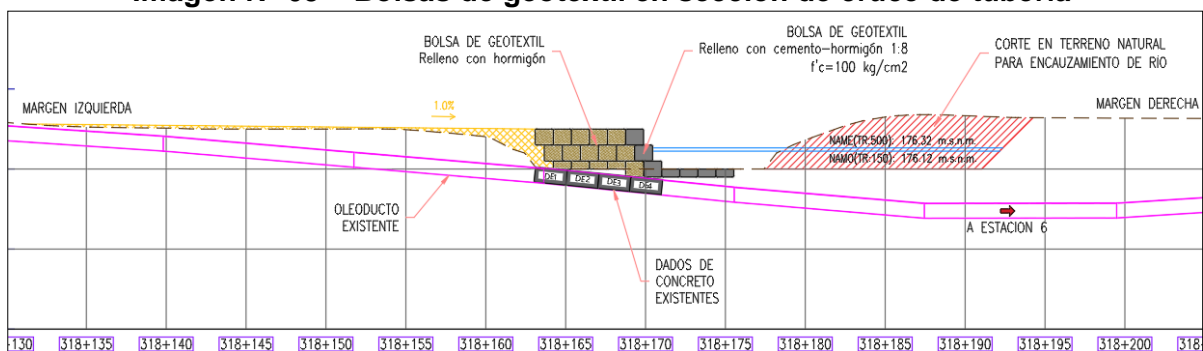 Imagen N° – Bolsas de geotextil en sección de cruce de tubería
BOLSA DE GEOTEXTIL
Relleno con hormigón
BOLSA DE GEOTEXTIL
Relleno con cemento-hormigón 1:8
f'c=100 kg/cm2
CORTE EN TERRENO NATURAL
PARA ENCAUZAMIENTO DE RÍO
MARGEN IZQUIERDA
1.0%
MARGEN DERECHA
NAME(TR:500): 176.32 m.s.n.m.
NAMO(TR:150): 176.12 m.s.n.m.
DE1 DE2 DE3 DE4
OLEODUCTO
EXISTENTE
A ESTACION 6
DADOS DE
CONCRETO
EXISTENTES
+130 318+135 318+140 318+145 318+150 318+155 318+160 318+165 318+170 318+175 318+180 318+185 318+190 318+195 318+200 318